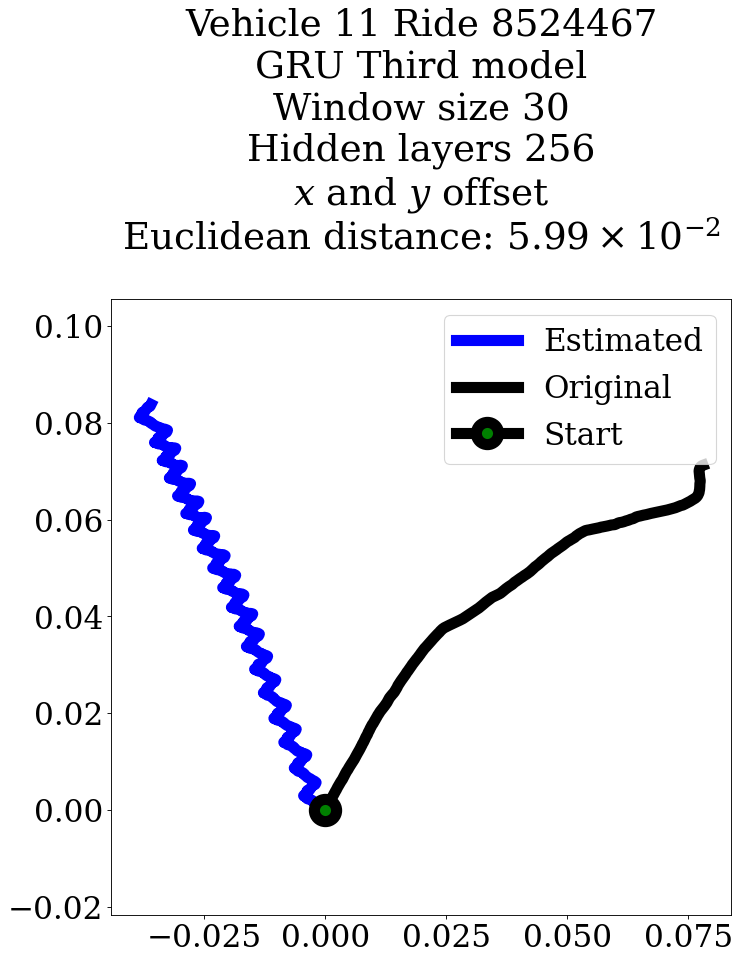 Vehicle 11 Ride 8524467
GRU Third model
Window size 30
Hidden layers 256
x and y offset
Euclidean distance: 5.99 × 10⁻²
Estimated
Original
Start
0.10
0.08
0.06
0.04
0.02
0.00
−0.02
−0.025 0.000 0.025 0.050 0.075